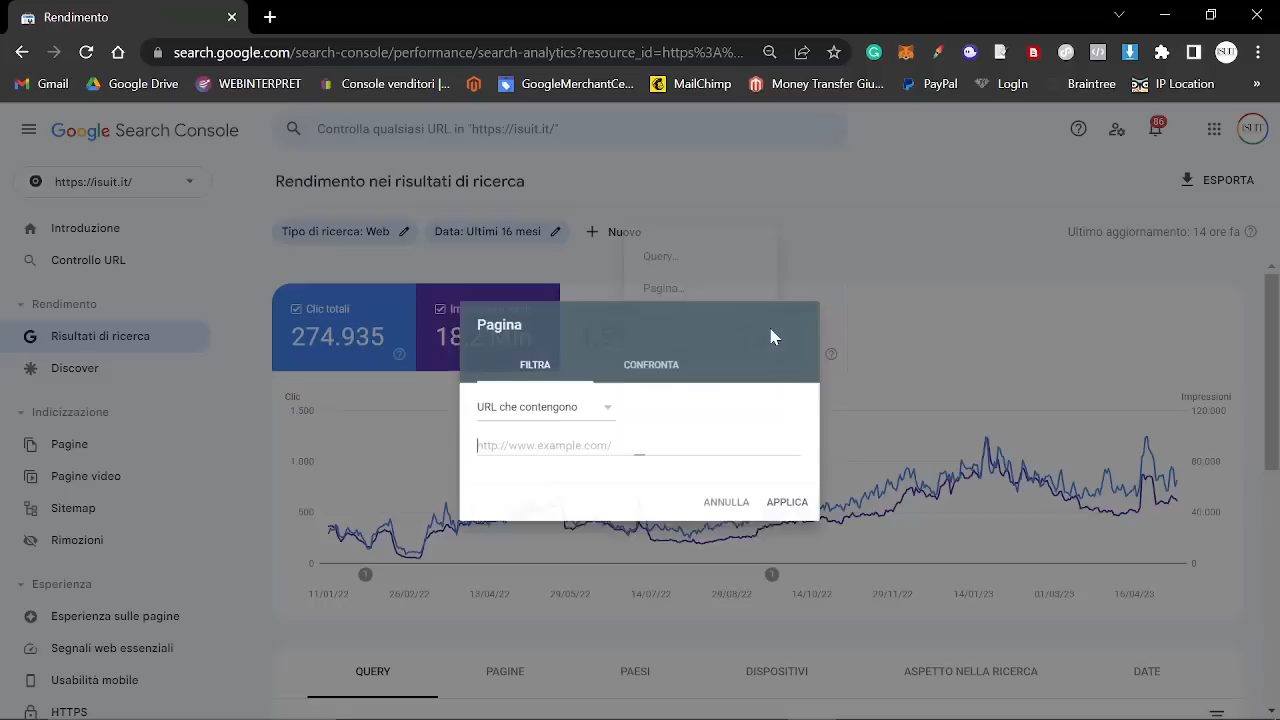 Rendimento
search.google.com/search-console/performance/search-analytics?resource_id=https%3A%...
Gmail
Google Drive
WEBINTERPRET
Console venditori |...
GoogleMerchantCe...
MailChimp
Money Transfer Giu...
PayPal
LogIn
Braintree
IP Location
»
Google Search Console
Controlla qualsiasi URL in "https://isuit.it/"
86
ISUIT
https://isuit.it/
Rendimento nei risultati di ricerca
ESPORTA
Introduzione
Tipo di ricerca: Web
Data: Ultimi 16 mesi
Nuovo
Ultimo aggiornamento: 14 ore fa
Controllo URL
Query...
Pagina...
Rendimento
Risultati di ricerca
Discover
Clic totali
274.935
Pagina
FILTRA
CONFRONTA
URL che contengono
http://www.example.com/
ANNULLA
APPLICA
Clic
1.500
1.000
500
0
Impressioni
120.000
80.000
40.000
0
1
1
11/01/22
26/02/22
13/04/22
29/05/22
14/07/22
29/08/22
14/10/22
29/11/22
14/01/23
01/03/23
16/04/23
Indicizzazione
Pagine
Pagine video
Sitemap
Rimozioni
Esperienza
Esperienza sulle pagine
Segnali web essenziali
Usabilità mobile
HTTPS
QUERY
PAGINE
PAESI
DISPOSITIVI
ASPETTO NELLA RICERCA
DATE